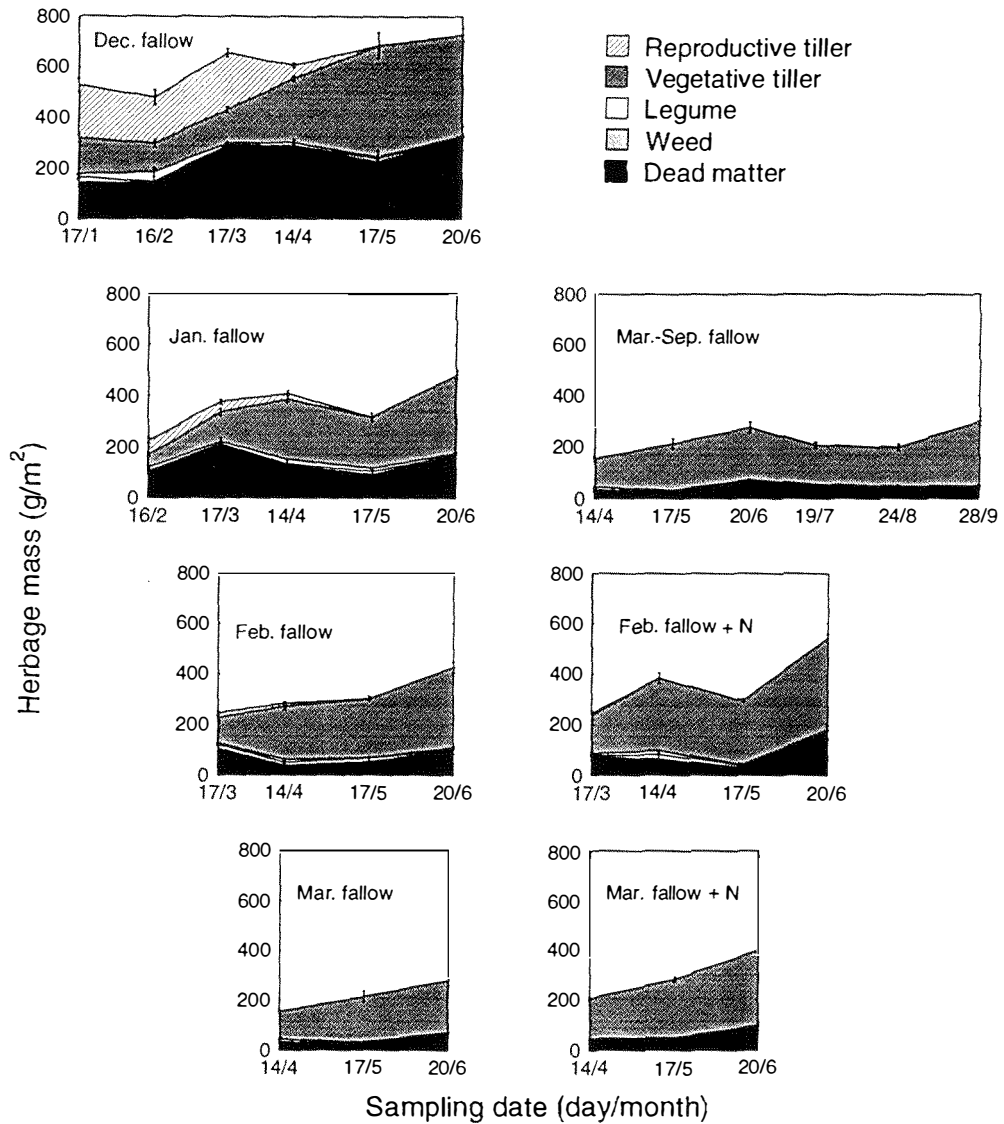 Dec. fallow
800
600
400
200
0
17/1 16/2 17/3 14/4 17/5 20/6
Reproductive tiller
Vegetative tiller
Legume
Weed
Dead matter
Jan. fallow
800
600
400
200
0
16/2 17/3 14/4 17/5 20/6
Mar.-Sep. fallow
800
600
400
200
0
14/4 17/5 20/6 19/7 24/8 28/9
Herbage mass (g/m²)
Feb. fallow
800
600
400
200
0
17/3 14/4 17/5 20/6
Feb. fallow + N
800
600
400
200
0
17/3 14/4 17/5 20/6
Mar. fallow
800
600
400
200
0
14/4 17/5 20/6
Mar. fallow + N
800
600
400
200
0
14/4 17/5 20/6
Sampling date (day/month)